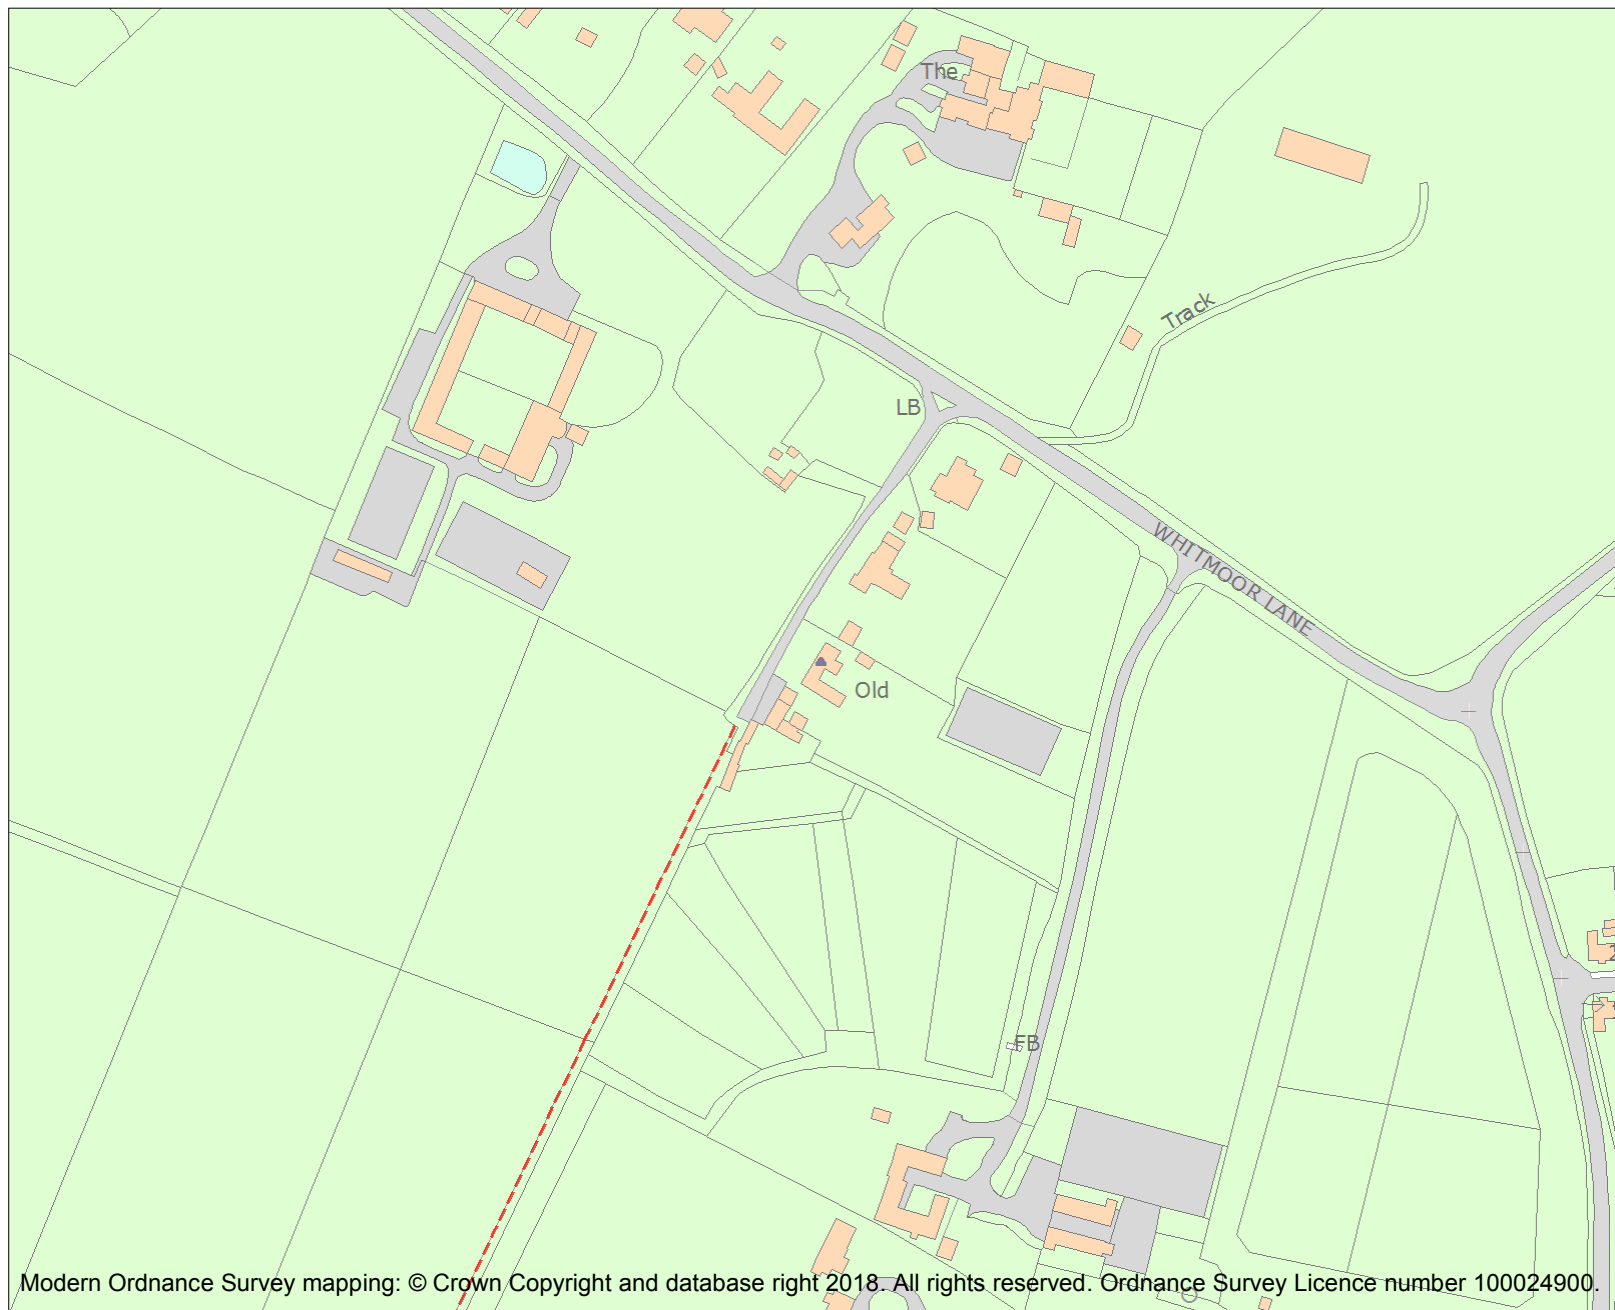 The
Track
LB
WHITMOOR LANE
Old
FB
Modern Ordnance Survey mapping: © Crown Copyright and database right 2018. All rights reserved. Ordnance Survey Licence number 100024900.